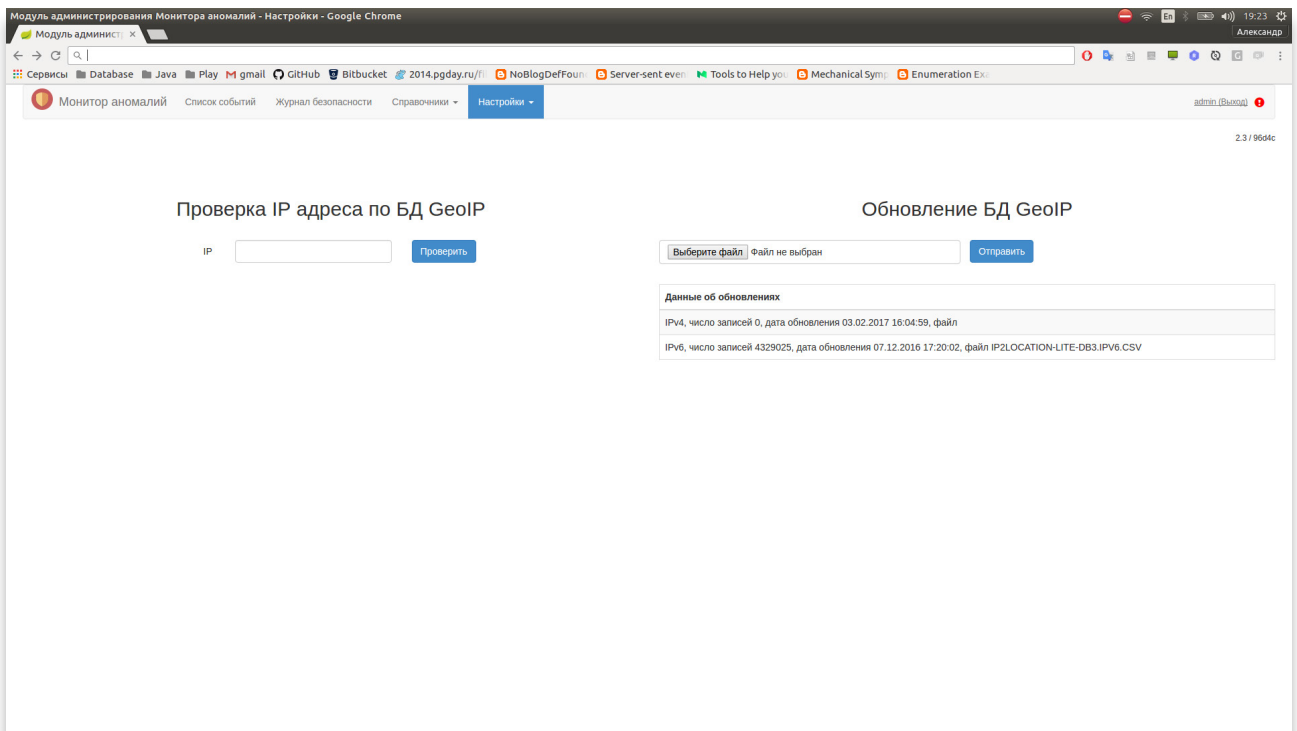 Модуль администрирования Монитора аномалий - Настройки - Google Chrome
En 19:23
Модуль админист
Александр
Сервисы Database Java Play gmail GitHub Bitbucket 2014.pgday.ru/ NoBlogDefFoun Server-sent even Tools to Help you Mechanical Symp Enumeration Exa
Монитор аномалий Список событий Журнал безопасности Справочники Настройки admin (Выход)
2.3 / 96d4c
Проверка IP адреса по БД GeoIP
IP Проверить
Обновление БД GeoIP
Выберите файл Файл не выбран Отправить
Данные об обновлениях
IPv4, число записей 0, дата обновления 03.02.2017 16:04:59, файл
IPv6, число записей 4329025, дата обновления 07.12.2016 17:20:02, файл IP2LOCATION-LITE-DB3.IPV6.CSV